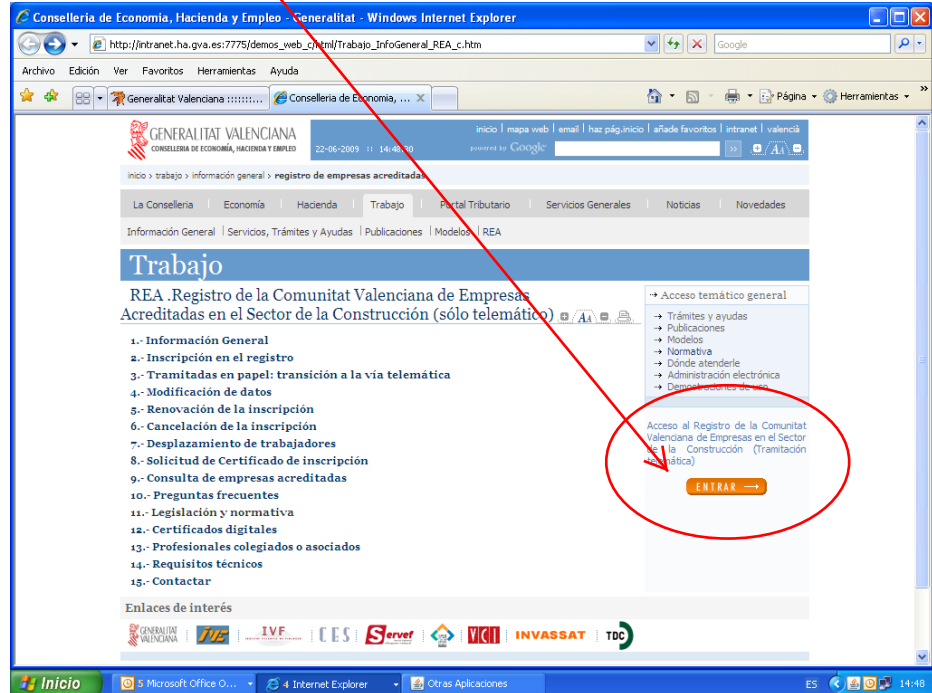 Conselleria de Economia, Hacienda y Empleo - Generalitat - Windows Internet Explorer
http://intranet.ha.gva.es:7775/demos_web_c/html/Trabajo_InfoGeneral_REA_c.htm
Google
Archivo Edición Ver Favoritos Herramientas Ayuda
Generalitat Valenciana :::::::... Conselleria de Economia, ... X
Página Herramientas »
GENERALITAT VALENCIANA
CONSELLERIA DE ECONOMÍA, HACIENDA Y EMPLEO
22-06-2009 :: 14:48:30
inicio | mapa web | email | haz pág.inicio | añade favoritos | intranet | valencià
powered by Google >> AA
inicio > trabajo > información general > registro de empresas acreditadas
La Conselleria Economía Hacienda Trabajo Portal Tributario Servicios Generales Noticias Novedades
Información General | Servicios, Trámites y Ayudas | Publicaciones | Modelos | REA
Trabajo
REA .Registro de la Comunitat Valenciana de Empresas
Acreditadas en el Sector de la Construcción (sólo telemático) AA
1.- Información General
2.- Inscripción en el registro
3.- Tramitadas en papel: transición a la vía telemática
4.- Modificación de datos
5.- Renovación de la inscripción
6.- Cancelación de la inscripción
7.- Desplazamiento de trabajadores
8.- Solicitud de Certificado de inscripción
9.- Consulta de empresas acreditadas
10.- Preguntas frecuentes
11.- Legislación y normativa
12.- Certificados digitales
13.- Profesionales colegiados o asociados
14.- Requisitos técnicos
15.- Contactar
Acceso temático general
Trámites y ayudas
Publicaciones
Modelos
Normativa
Dónde atenderle
Administración electrónica
Demostraciones de uso
Acceso al Registro de la Comunitat
Valenciana de Empresas en el Sector
de la Construcción (Tramitación
telemática)
ENTRAR
Enlaces de interés
GENERALITAT VALENCIANA IVE IVF CES Servef VCI INVASSAT TDC
Inicio 5 Microsoft Office O... 4 Internet Explorer Otras Aplicaciones ES 14:48